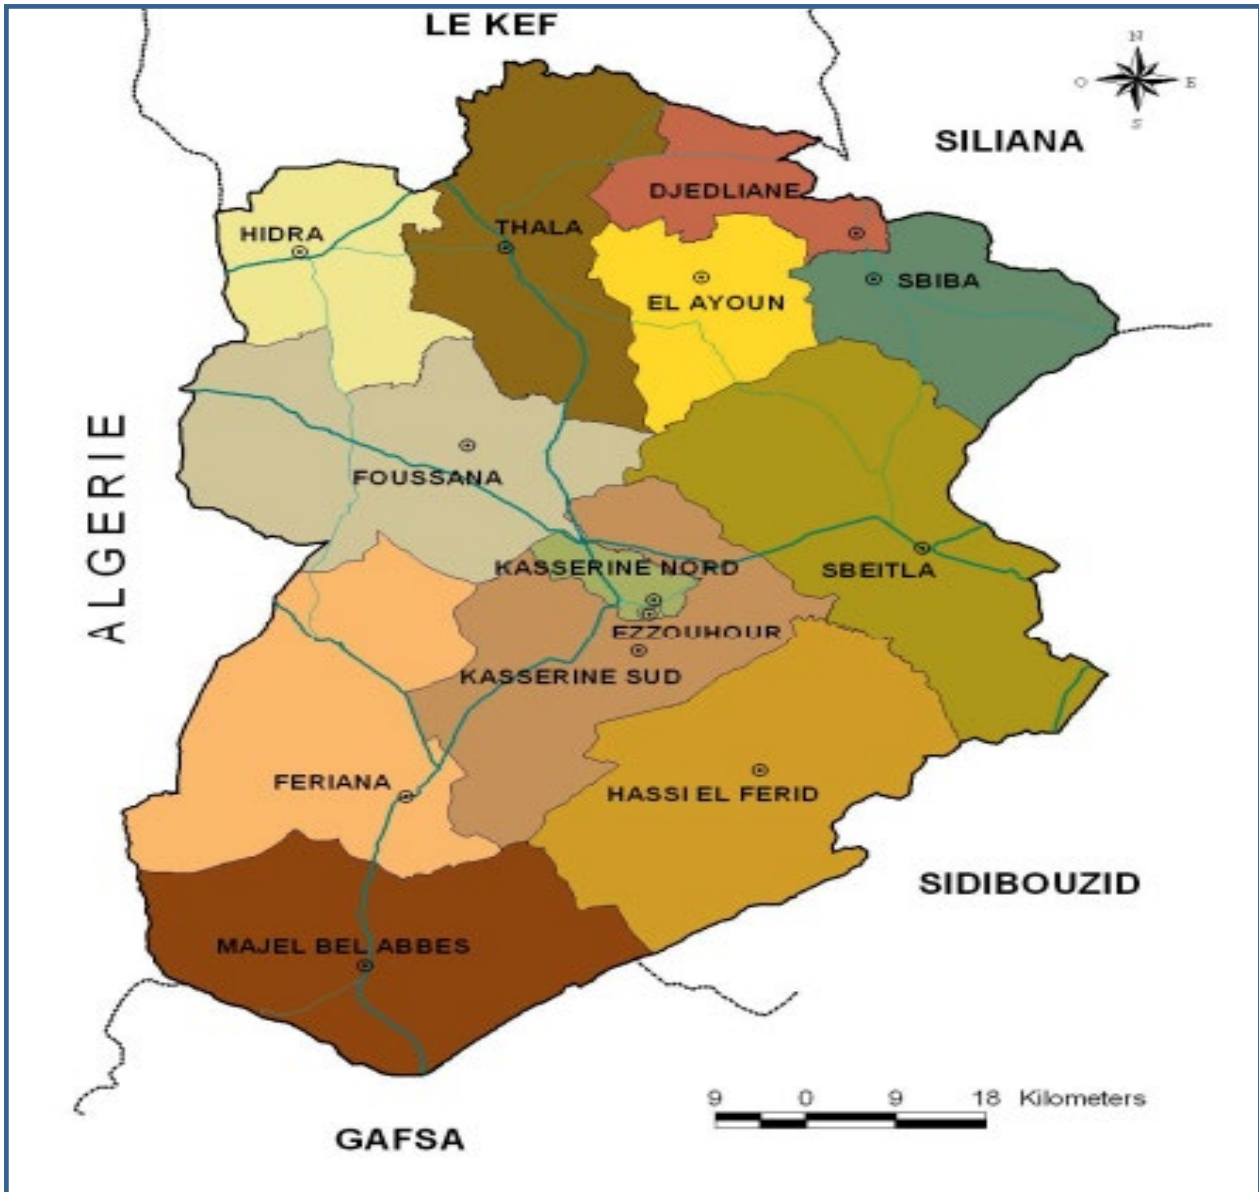 LE KEF
N
O E
S
SILIANA
DJEDLIANE
HIDRA
THALA
SBIBA
EL AYOUN
ALGERIE
FOUSSANA
KASSERINE NORD
SBEITLA
EZZOUHOUR
KASSERINE SUD
FERIANA
HASSI EL FERID
SIDIBOUZID
MAJEL BEL ABBES
9 0 9 18 Kilometers
GAFSA